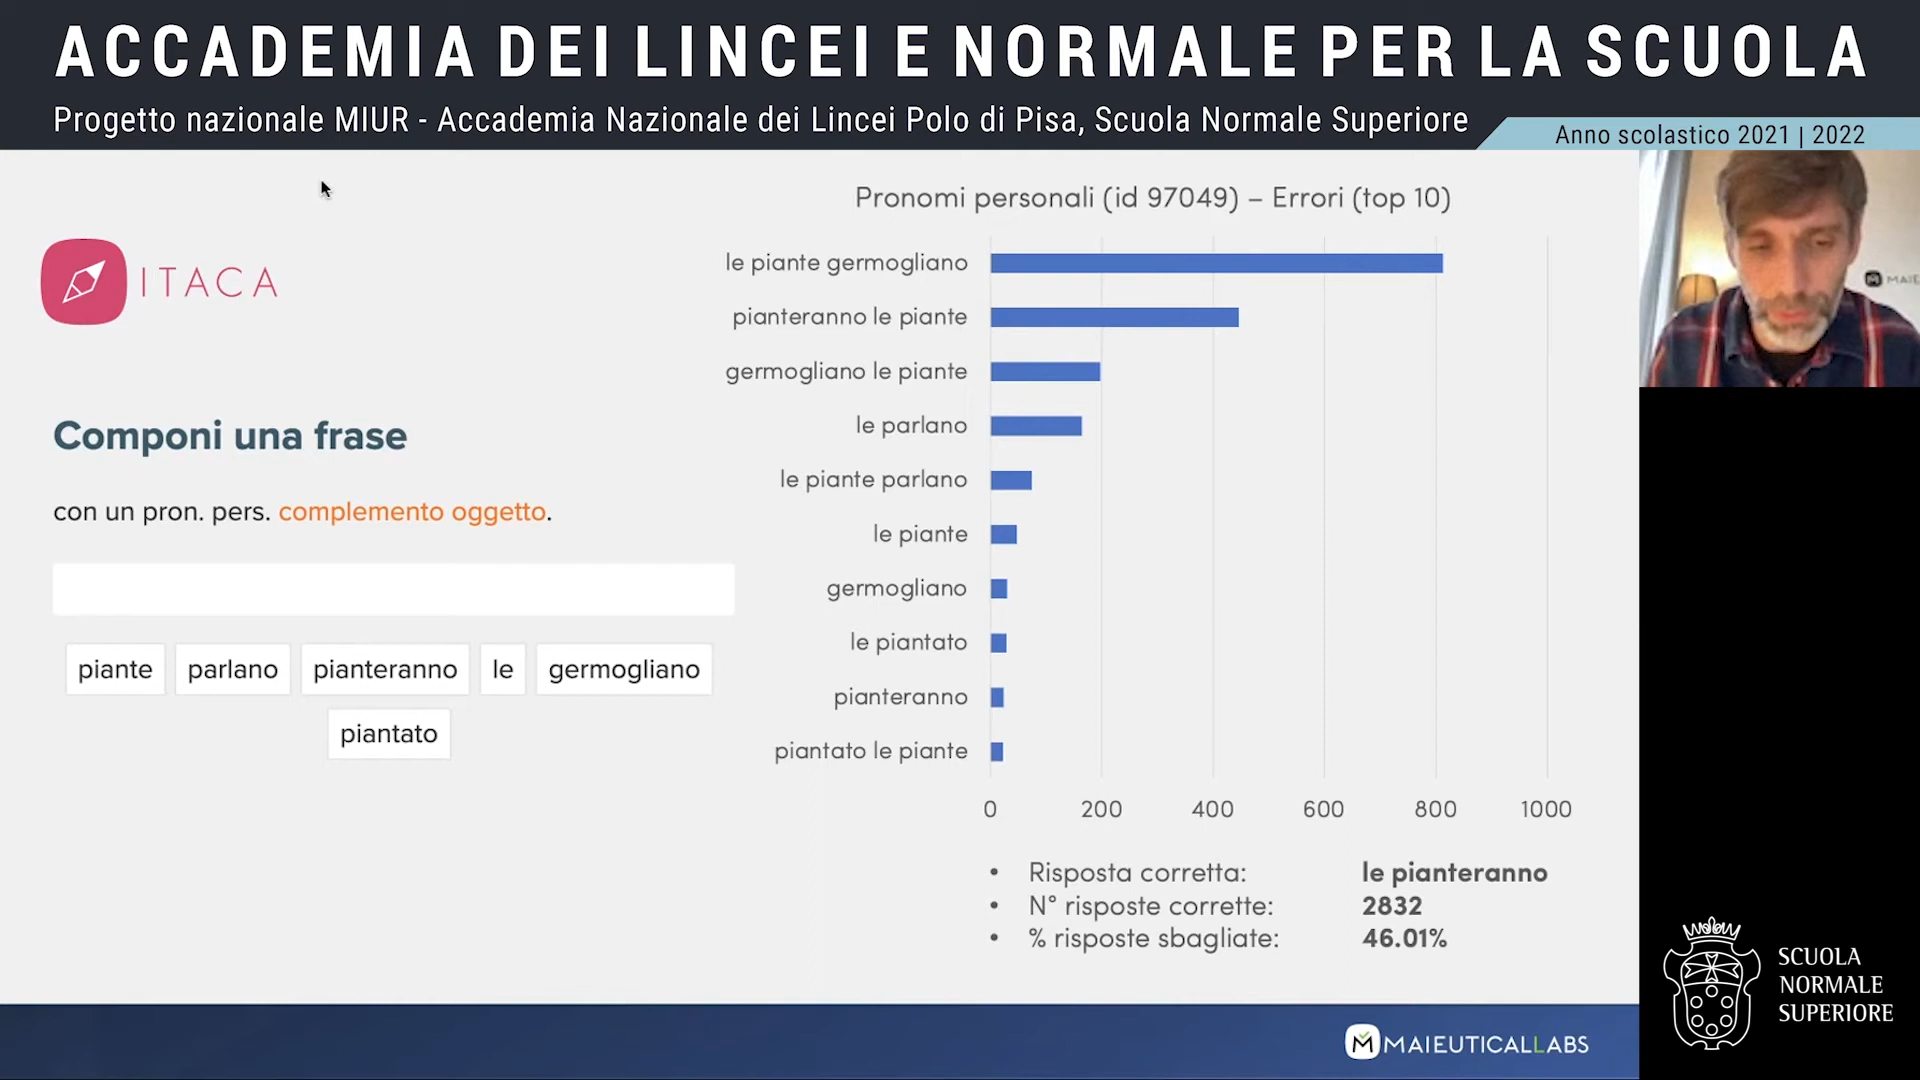 ACCADEMIA DEI LINCEI E NORMALE PER LA SCUOLA
Progetto nazionale MIUR - Accademia Nazionale dei Lincei Polo di Pisa, Scuola Normale Superiore
Anno scolastico 2021 | 2022
ITACA
Componi una frase
con un pron. pers. complemento oggetto.
piante parlano pianteranno le germogliano
piantato
Pronomi personali (id 97049) – Errori (top 10)
le piante germogliano
pianteranno le piante
germogliano le piante
le parlano
le piante parlano
le piante
germogliano
le piantato
pianteranno
piantato le piante
0 200 400 600 800 1000
• Risposta corretta: le pianteranno
• N° risposte corrette: 2832
• % risposte sbagliate: 46.01%
MAIEUTICALLABS
MAIE
SCUOLA
NORMALE
SUPERIORE